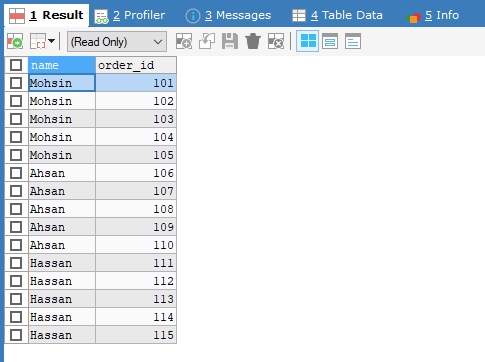 1 Result 2 Profiler 3 Messages 4 Table Data 5 Info
(Read Only)
name order_id
Mohsin 101
Mohsin 102
Mohsin 103
Mohsin 104
Mohsin 105
Ahsan 106
Ahsan 107
Ahsan 108
Ahsan 109
Ahsan 110
Hassan 111
Hassan 112
Hassan 113
Hassan 114
Hassan 115